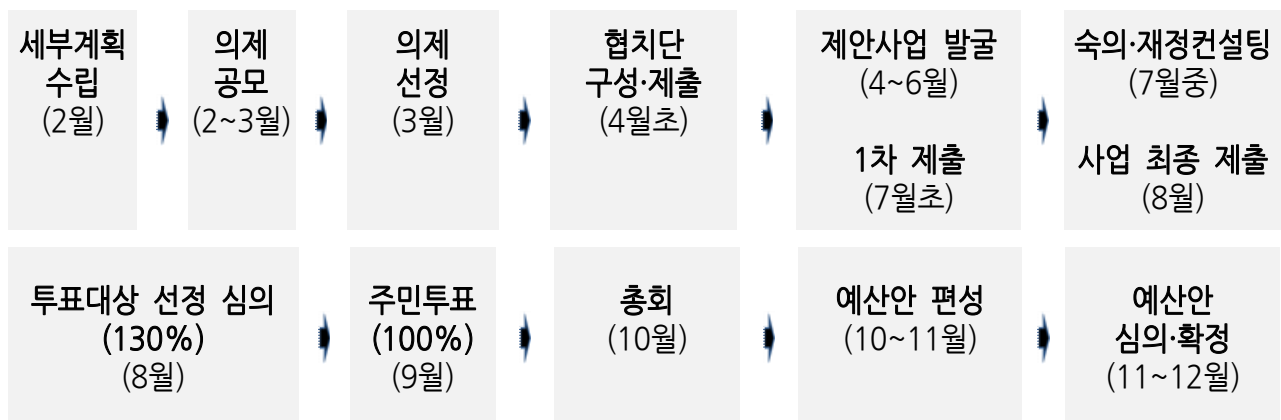 세부계획
수립
(2월)
의제
공모
(2~3월)
의제
선정
(3월)
협치단
구성·제출
(4월초)
제안사업 발굴
(4~6월)
1차 제출
(7월초)
숙의·재정컨설팅
(7월중)
사업 최종 제출
(8월)
투표대상 선정 심의
(130%)
(8월)
주민투표
(100%)
(9월)
총회
(10월)
예산안 편성
(10~11월)
예산안
심의·확정
(11~12월)